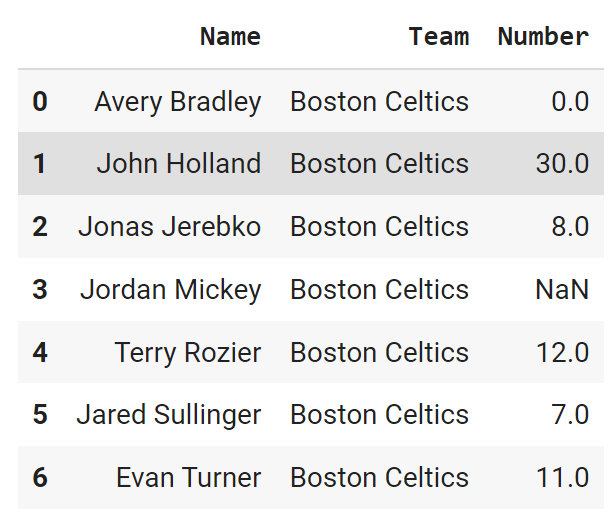 Name Team Number
0 Avery Bradley Boston Celtics 0.0
1 John Holland Boston Celtics 30.0
2 Jonas Jerebko Boston Celtics 8.0
3 Jordan Mickey Boston Celtics NaN
4 Terry Rozier Boston Celtics 12.0
5 Jared Sullinger Boston Celtics 7.0
6 Evan Turner Boston Celtics 11.0